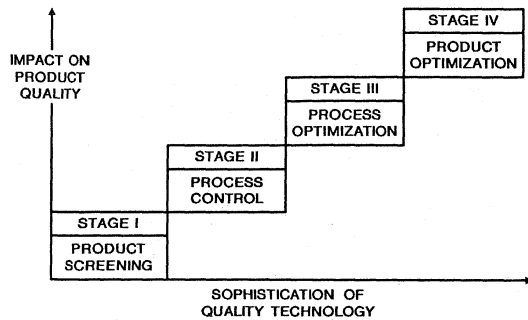 STAGE IV
PRODUCT
OPTIMIZATION
IMPACT ON
PRODUCT
QUALITY
STAGE III
PROCESS
OPTIMIZATION
STAGE II
PROCESS
CONTROL
STAGE I
PRODUCT
SCREENING
SOPHISTICATION OF
QUALITY TECHNOLOGY